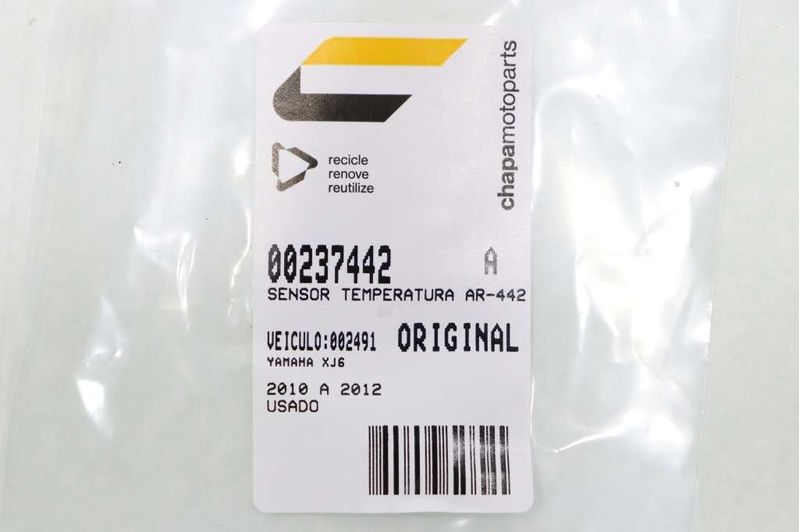 chapamotoparts
recicle
renove
reutilize
00237442 A
SENSOR TEMPERATURA AR-442
VEICULO:002491 ORIGINAL
YAMAHA XJ6
2010 A 2012
USADO